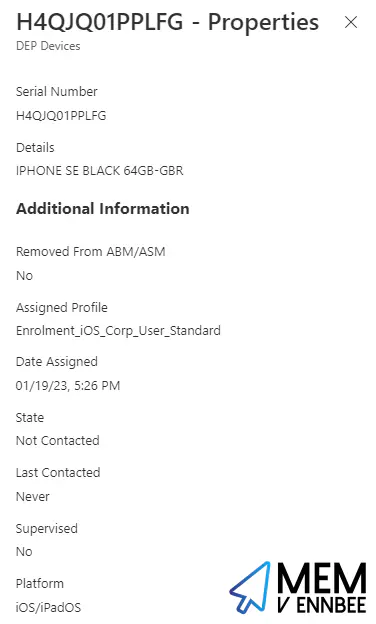 H4QJQ01PPLFG - Properties
DEP Devices
Serial Number
H4QJQ01PPLFG
Details
IPHONE SE BLACK 64GB-GBR
Additional Information
Removed From ABM/ASM
No
Assigned Profile
Enrolment_iOS_Corp_User_Standard
Date Assigned
01/19/23, 5:26 PM
State
Not Contacted
Last Contacted
Never
Supervised
No
Platform
iOS/iPadOS
MEM
V ENNBEE